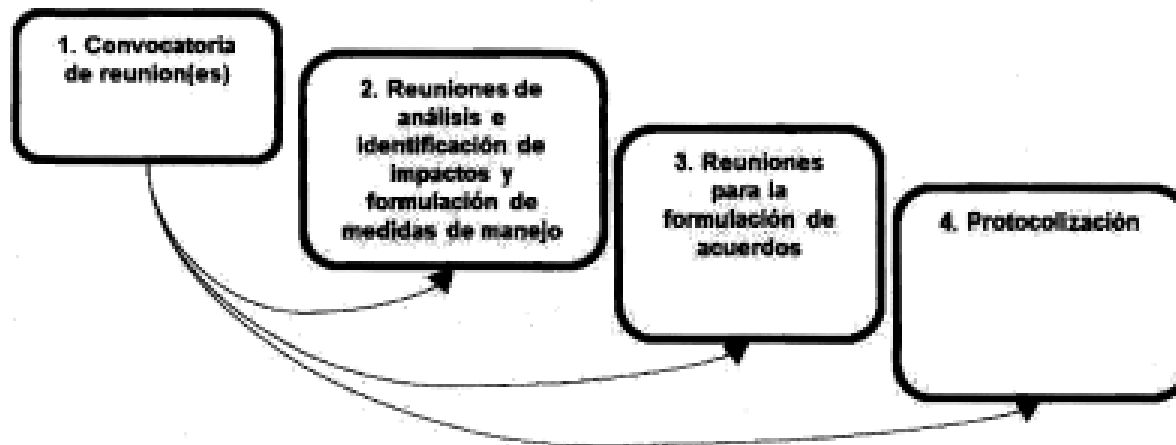 1. Convocatoria
de reunion(es)
2. Reuniones de
análisis e
identificación de
impactos y
formulación de
medidas de manejo
3. Reuniones
para la
formulación de
acuerdos
4. Protocolización